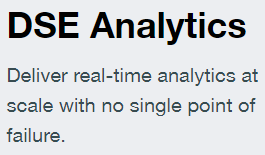 DSE Analytics
Deliver real-time analytics at
scale with no single point of
failure.